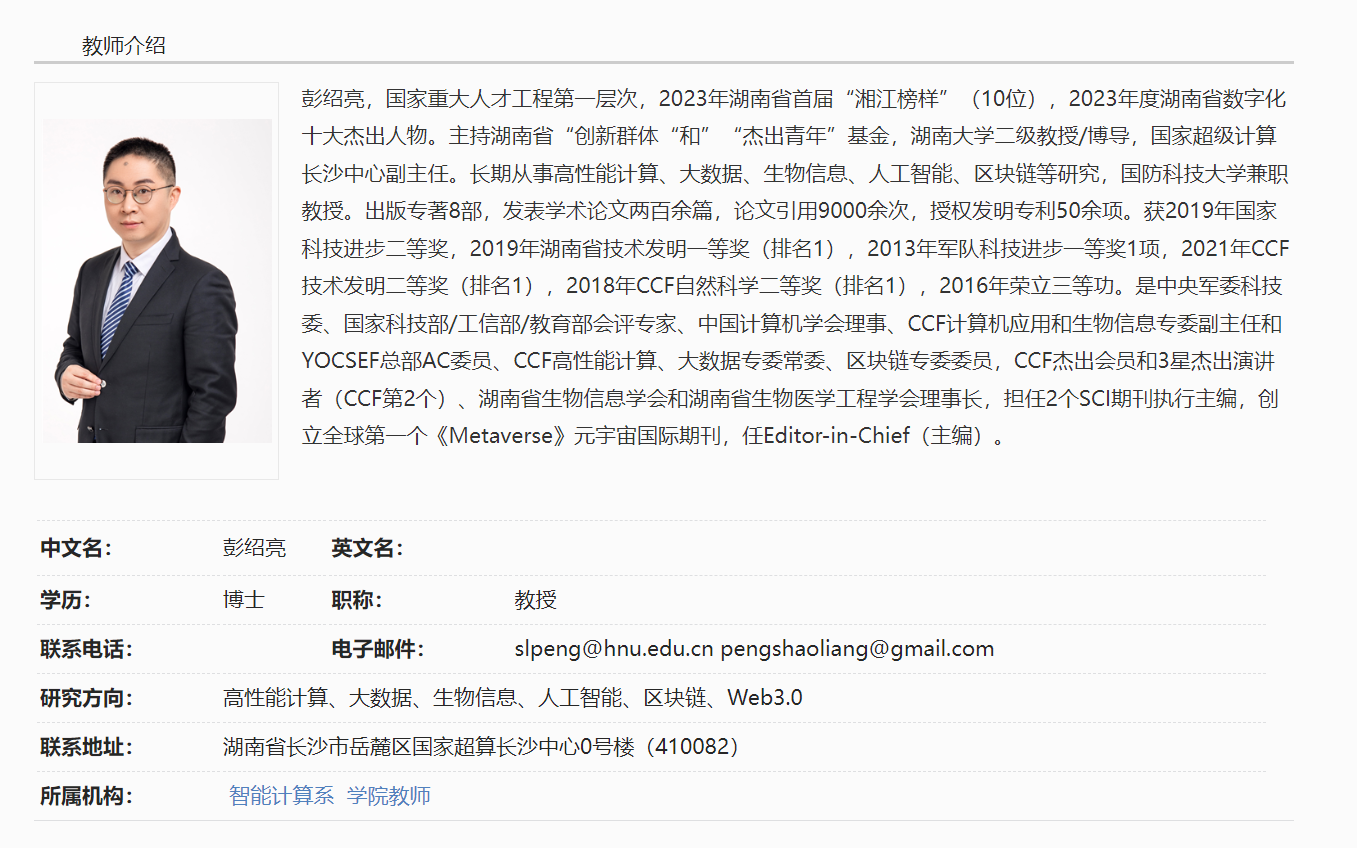 教师介绍
彭绍亮，国家重大人才工程第一层次，2023年湖南省首届“湘江榜样”（10位），2023年度湖南省数字化
十大杰出人物。主持湖南省“创新群体“和”“杰出青年”基金，湖南大学二级教授/博导，国家超级计算
长沙中心副主任。长期从事高性能计算、大数据、生物信息、人工智能、区块链等研究，国防科技大学兼职
教授。出版专著8部，发表学术论文两百余篇，论文引用9000余次，授权发明专利50余项。获2019年国家
科技进步二等奖，2019年湖南省技术发明一等奖（排名1），2013年军队科技进步一等奖1项，2021年CCF
技术发明二等奖（排名1），2018年CCF自然科学二等奖（排名1），2016年荣立三等功。是中央军委科技
委、国家科技部/工信部/教育部会评专家、中国计算机学会理事、CCF计算机应用和生物信息专委副主任和
YOCSEF总部AC委员、CCF高性能计算、大数据专委常委、区块链专委委员，CCF杰出会员和3星杰出演讲
者（CCF第2个）、湖南省生物信息学会和湖南省生物医学工程学会理事长，担任2个SCI期刊执行主编，创
立全球第一个《Metaverse》元宇宙国际期刊，任Editor-in-Chief（主编）。
中文名： 彭绍亮 英文名：
学历： 博士 职称： 教授
联系电话： 电子邮件： slpeng@hnu.edu.cn pengshaoliang@gmail.com
研究方向： 高性能计算、大数据、生物信息、人工智能、区块链、Web3.0
联系地址： 湖南省长沙市岳麓区国家超算长沙中心0号楼（410082）
所属机构： 智能计算系 学院教师